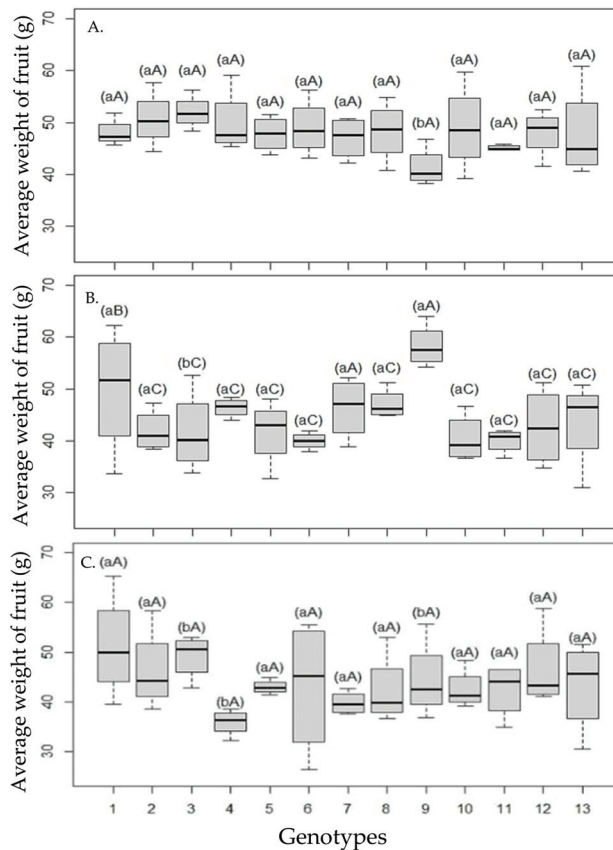 A.
Average weight of fruit (g)
70
60
50
40
30
(aA) (aA) (aA) (aA) (aA) (aA) (aA) (aA) (bA) (aA) (aA) (aA) (aA)
B.
Average weight of fruit (g)
70
60
50
40
30
(aB) (aC) (bC) (aC) (aC) (aC) (aA) (aC) (aA) (aC) (aC) (aC) (aC)
C.
Average weight of fruit (g)
70
60
50
40
30
(aA) (aA) (bA) (bA) (aA) (aA) (aA) (aA) (bA) (aA) (aA) (aA) (aA)
1 2 3 4 5 6 7 8 9 10 11 12 13
Genotypes